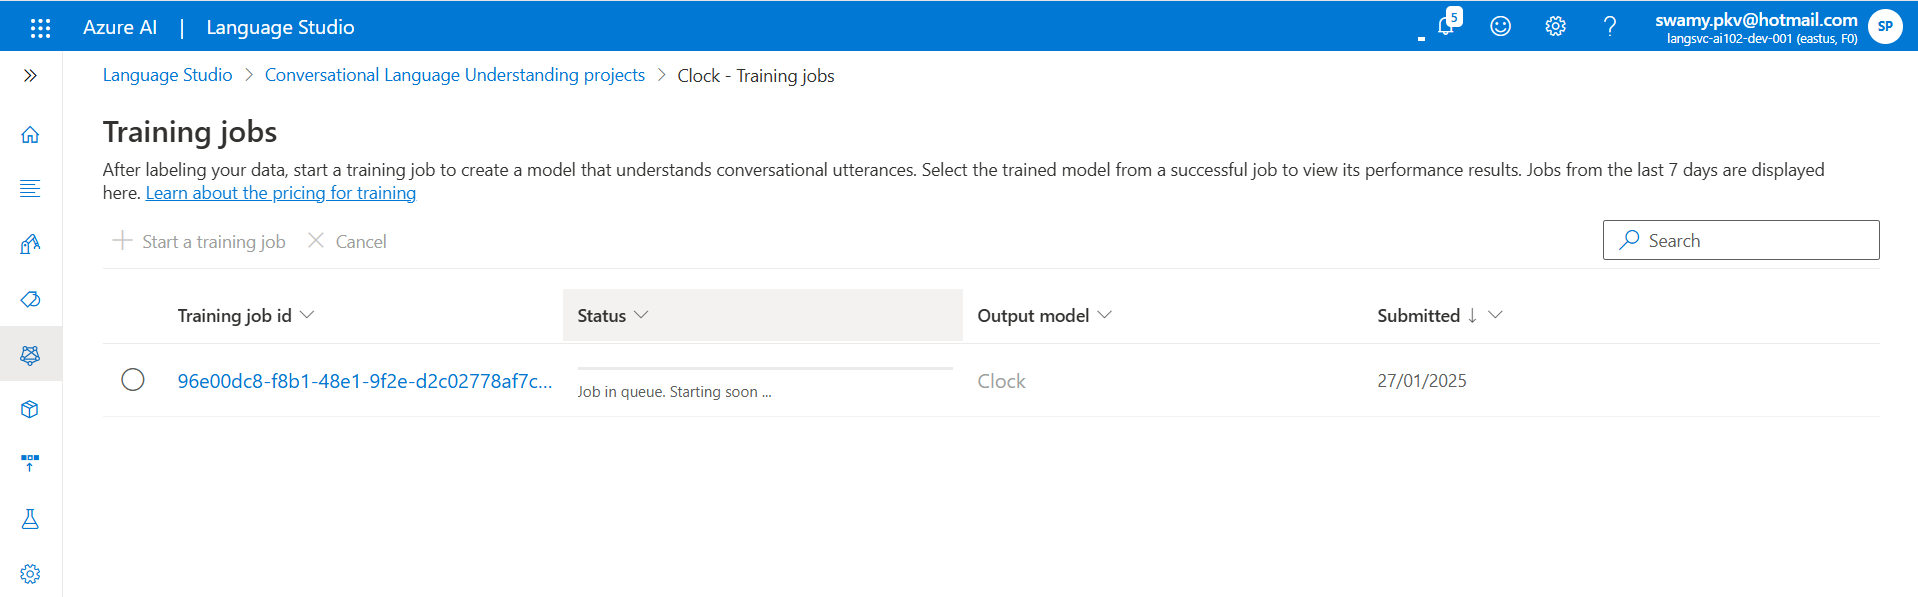 Azure AI | Language Studio
5
swamy.pkv@hotmail.com
langsvc-ai102-dev-001 (eastus, F0)
SP
Language Studio > Conversational Language Understanding projects > Clock - Training jobs
Training jobs
After labeling your data, start a training job to create a model that understands conversational utterances. Select the trained model from a successful job to view its performance results. Jobs from the last 7 days are displayed
here. Learn about the pricing for training
Start a training job Cancel
Search
Training job id Status Output model Submitted ↓
96e00dc8-f8b1-48e1-9f2e-d2c02778af7c... Clock 27/01/2025
Job in queue. Starting soon ...